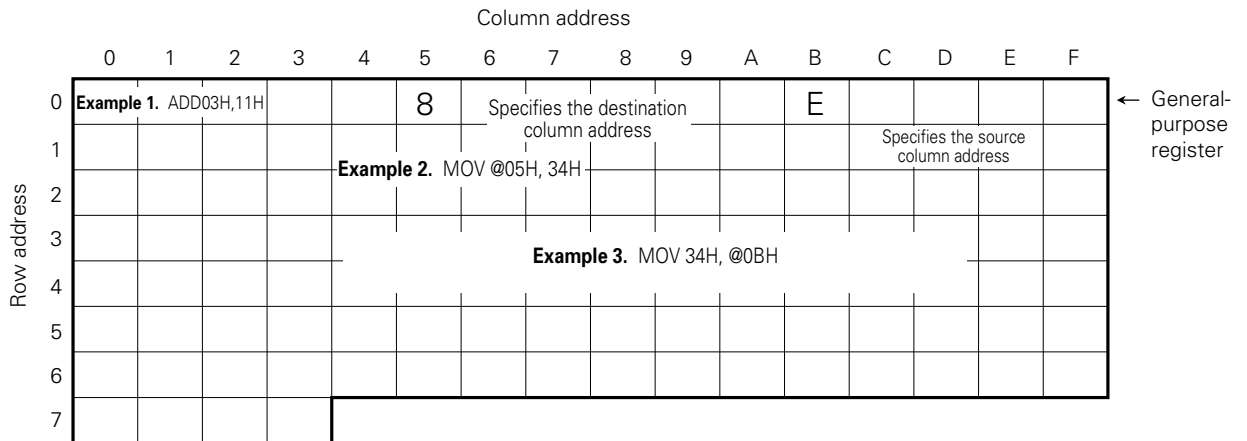 Column address
0 1 2 3 4 5 6 7 8 9 A B C D E F
0 Example 1. ADD03H,11H 8 Specifies the destination E ← General-
column address purpose
1 Specifies the source register
column address
Example 2. MOV @05H, 34H
2
Row address
3
Example 3. MOV 34H, @0BH
4
5
6
7